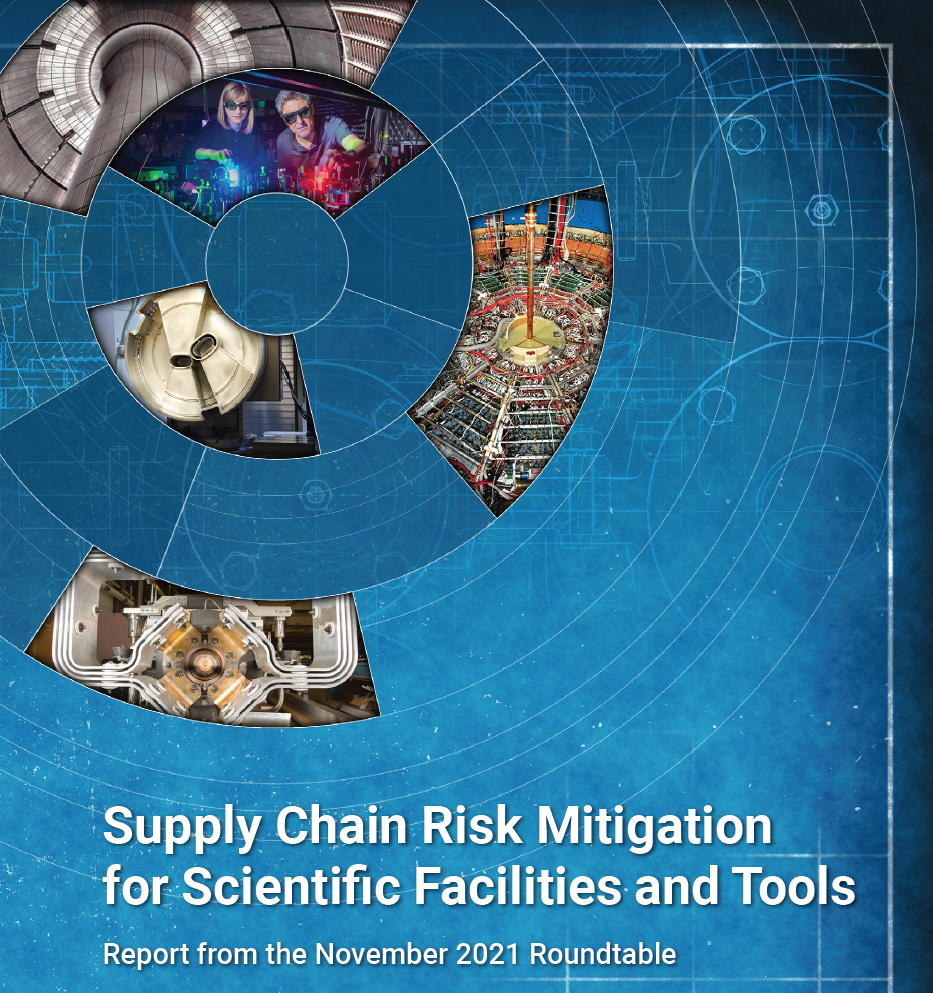 Supply Chain Risk Mitigation
for Scientific Facilities and Tools
Report from the November 2021 Roundtable